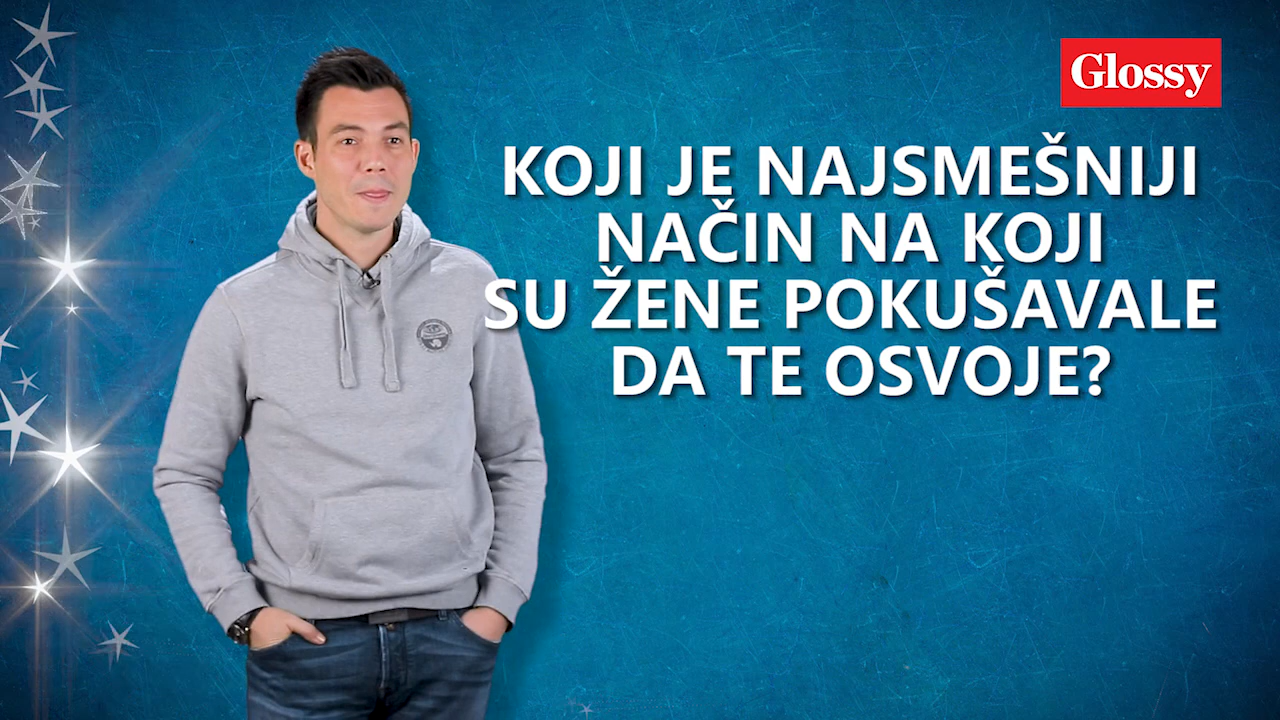 Glossy
KOJI JE NAJSMEŠNIJI
NAČIN NA KOJI
SU ŽENE POKUŠAVALE
DA TE OSVOJE?